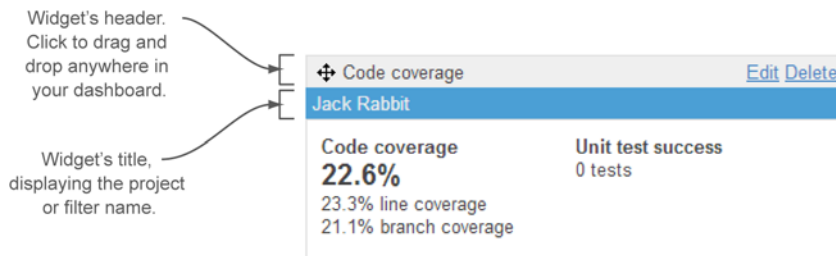 Widget's header.
Click to drag and
drop anywhere in
your dashboard.
Code coverage
Edit Delete
Jack Rabbit
Widget's title,
displaying the project
or filter name.
Code coverage
22.6%
23.3% line coverage
21.1% branch coverage
Unit test success
0 tests